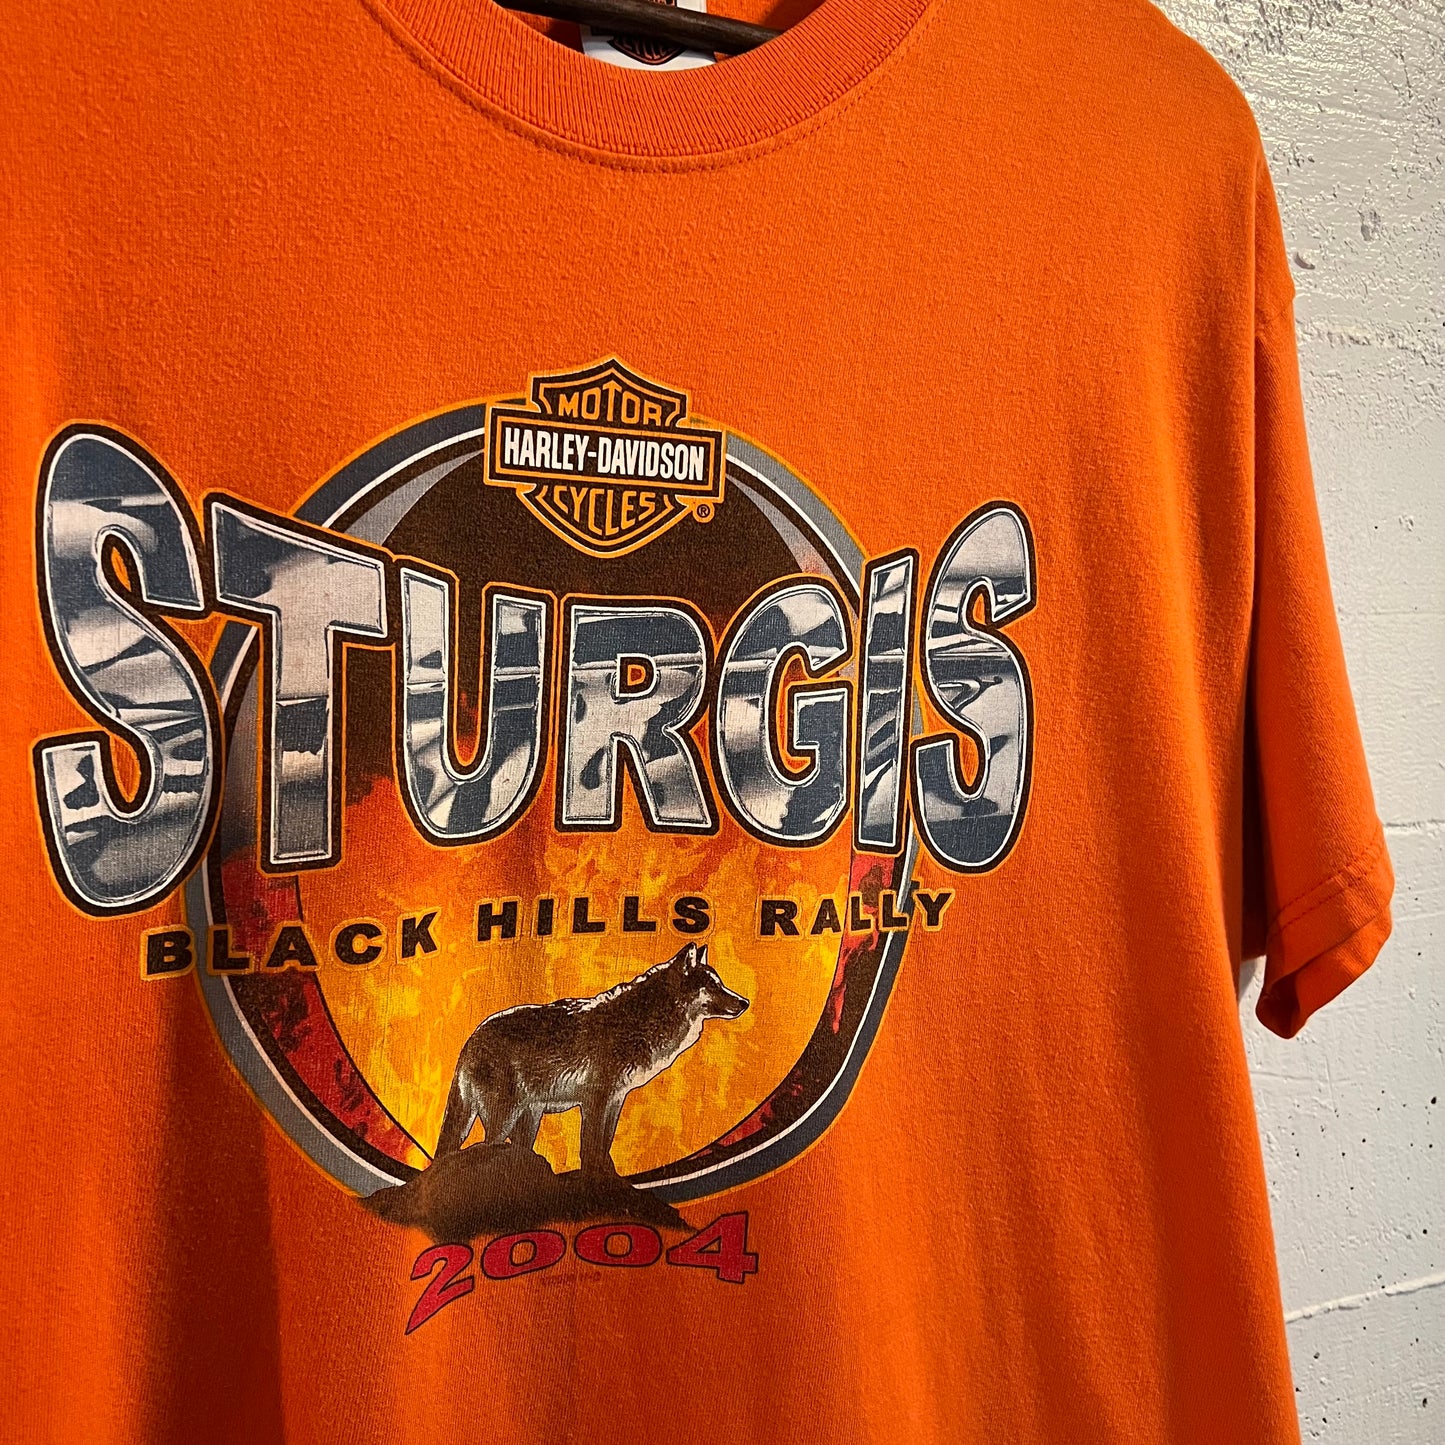 MOTOR
HARLEY-DAVIDSON
CYCLES ®
STURGIS
BLACK HILLS RALLY
2004